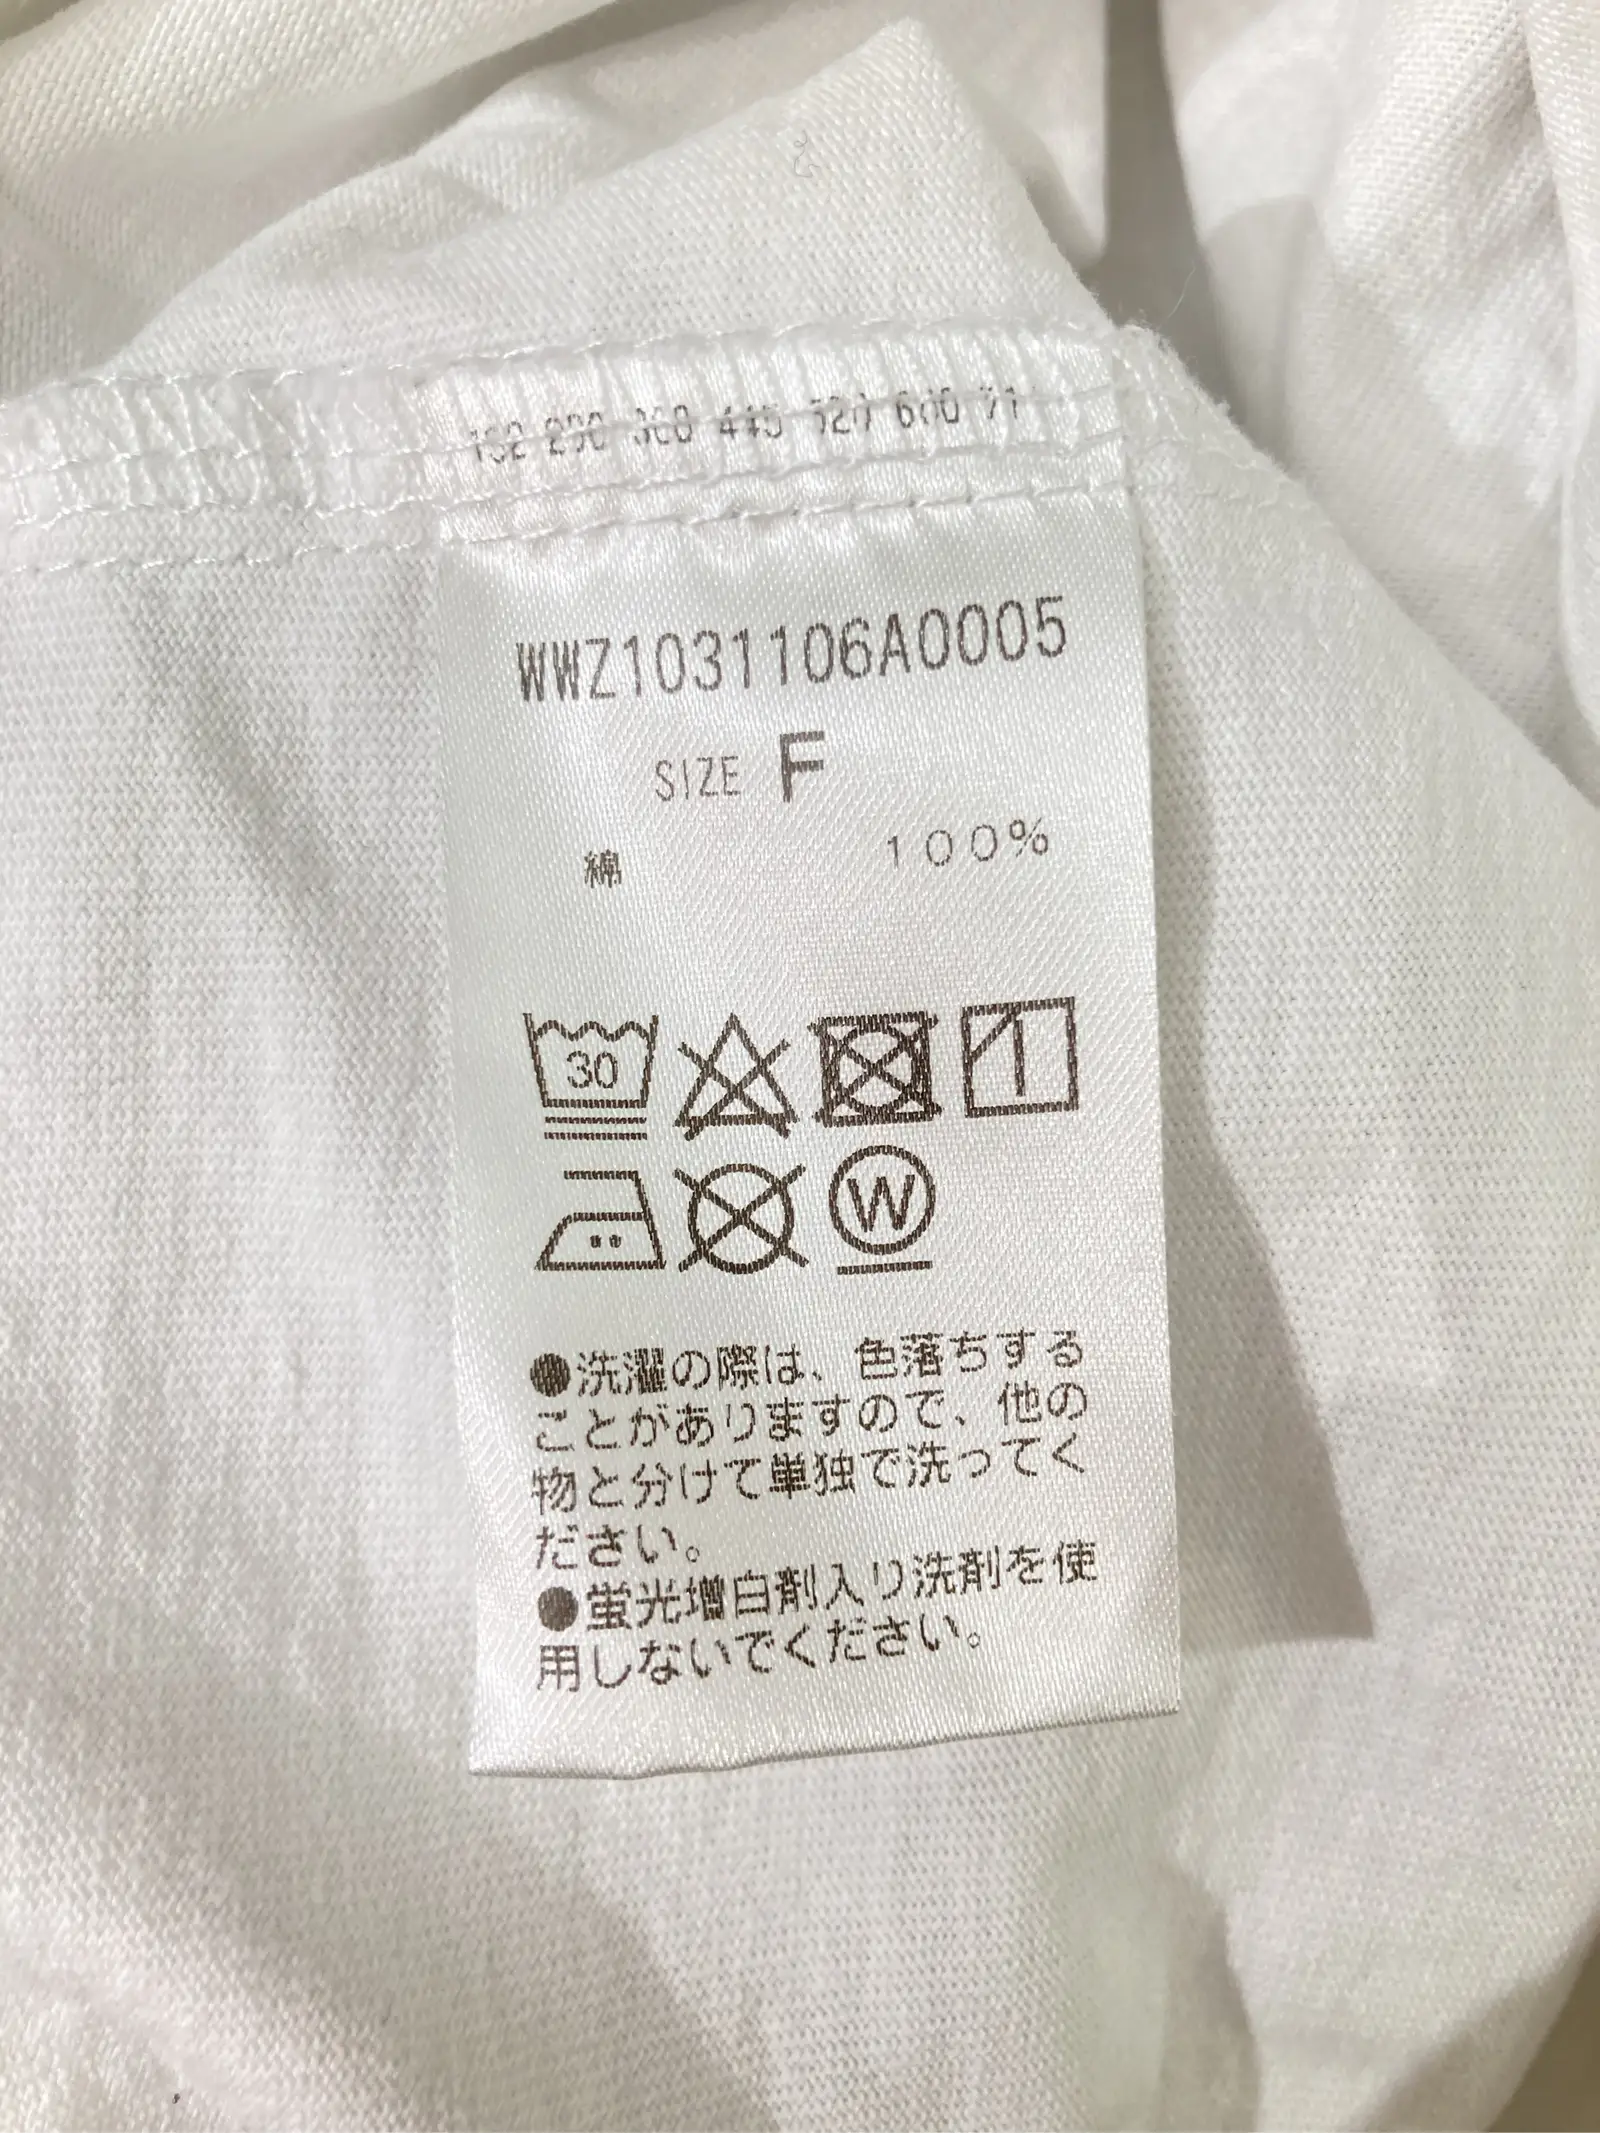 WWZ1031106A0005
SIZE F
綿 100%
30
W
●洗濯の際は、色落ちする
ことがありますので、他の
物と分けて単独で洗ってく
ださい。
●蛍光増白剤入り洗剤を使
用しないでください。